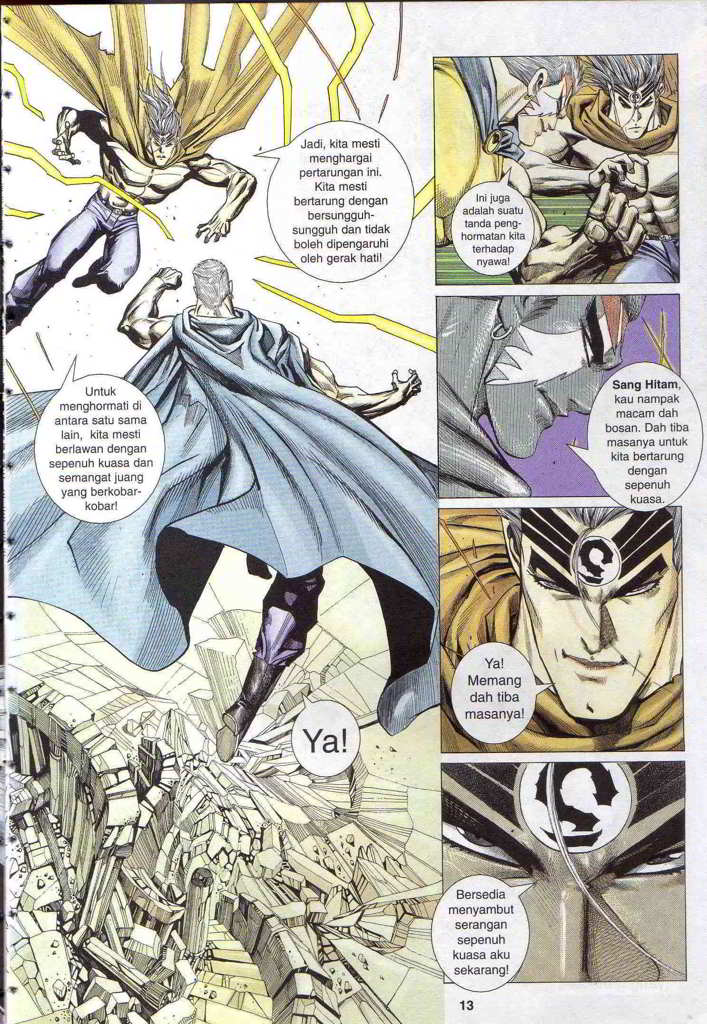 Jadi, kita mesti
menghargai
pertarungan ini.
Kita mesti
bertarung dengan
bersungguh-
sungguh dan tidak
boleh dipengaruhi
oleh gerak hati!
Untuk
menghormati di
antara satu sama
lain, kita mesti
berlawan dengan
sepenuh kuasa dan
semangat juang
yang berkobar-
kobar!
Ya!
Ini juga
adalah suatu
tanda peng-
hormatan kita
terhadap
nyawa!
Sang Hitam,
kau nampak
macam dah
bosan. Dah tiba
masanya untuk
kita bertarung
dengan
sepenuh
kuasa.
Ya!
Memang
dah tiba
masanya!
Bersedia
menyambut
serangan
sepenuh
kuasa aku
sekarang!
13